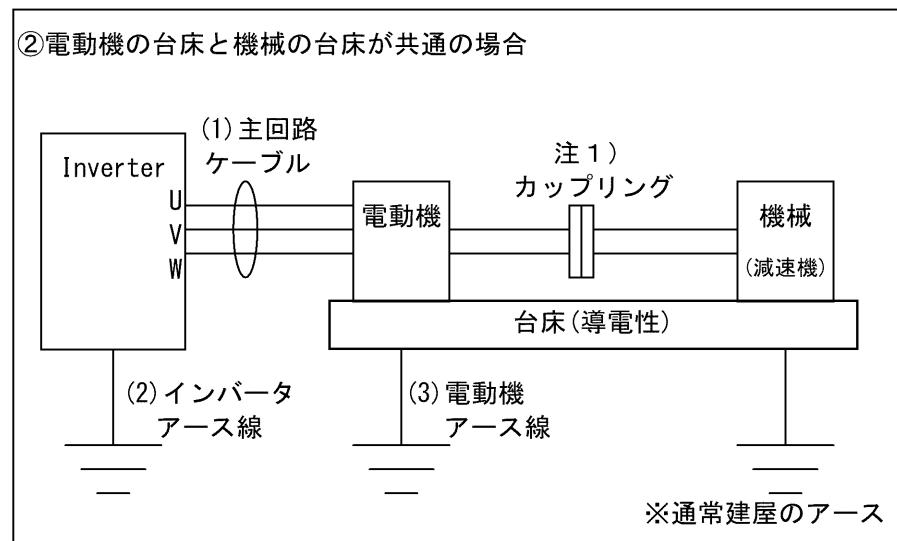 ②電動機の台床と機械の台床が共通の場合
(1)主回路
ケーブル
注1)
カップリング
Inverter
U
V
W
電動機
機械
(減速機)
台床(導電性)
(2)インバータ
アース線
(3)電動機
アース線
※通常建屋のアース